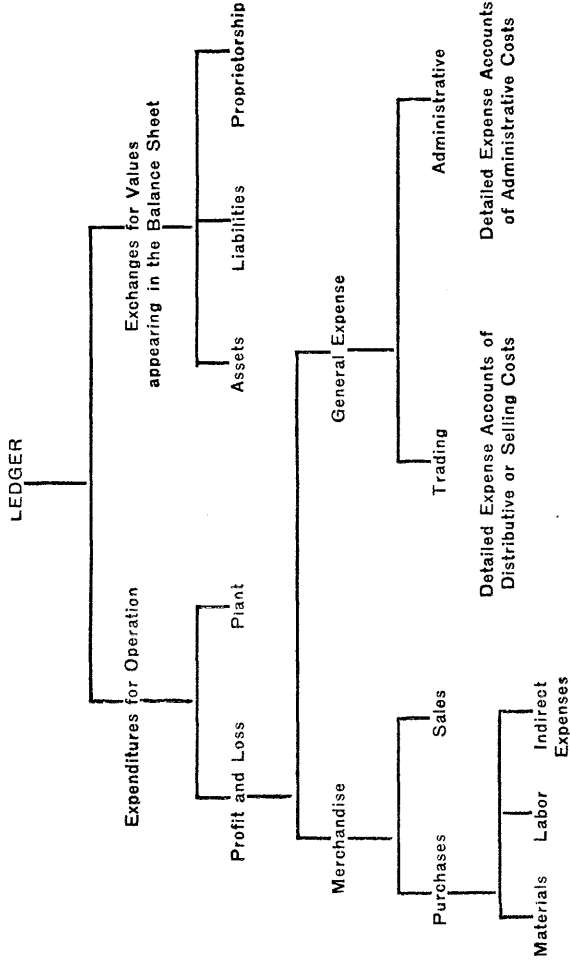 LEDGER
Expenditures for Operation
Exchanges for Values
appearing in the Balance Sheet
Profit and Loss
Plant
Assets
Liabilities
Proprietorship
Merchandise
General Expense
Purchases
Sales
Trading
Administrative
Detailed Expense Accounts of
Distributive or Selling Costs
Detailed Expense Accounts
of Administrative Costs
Materials
Labor
Indirect
Expenses